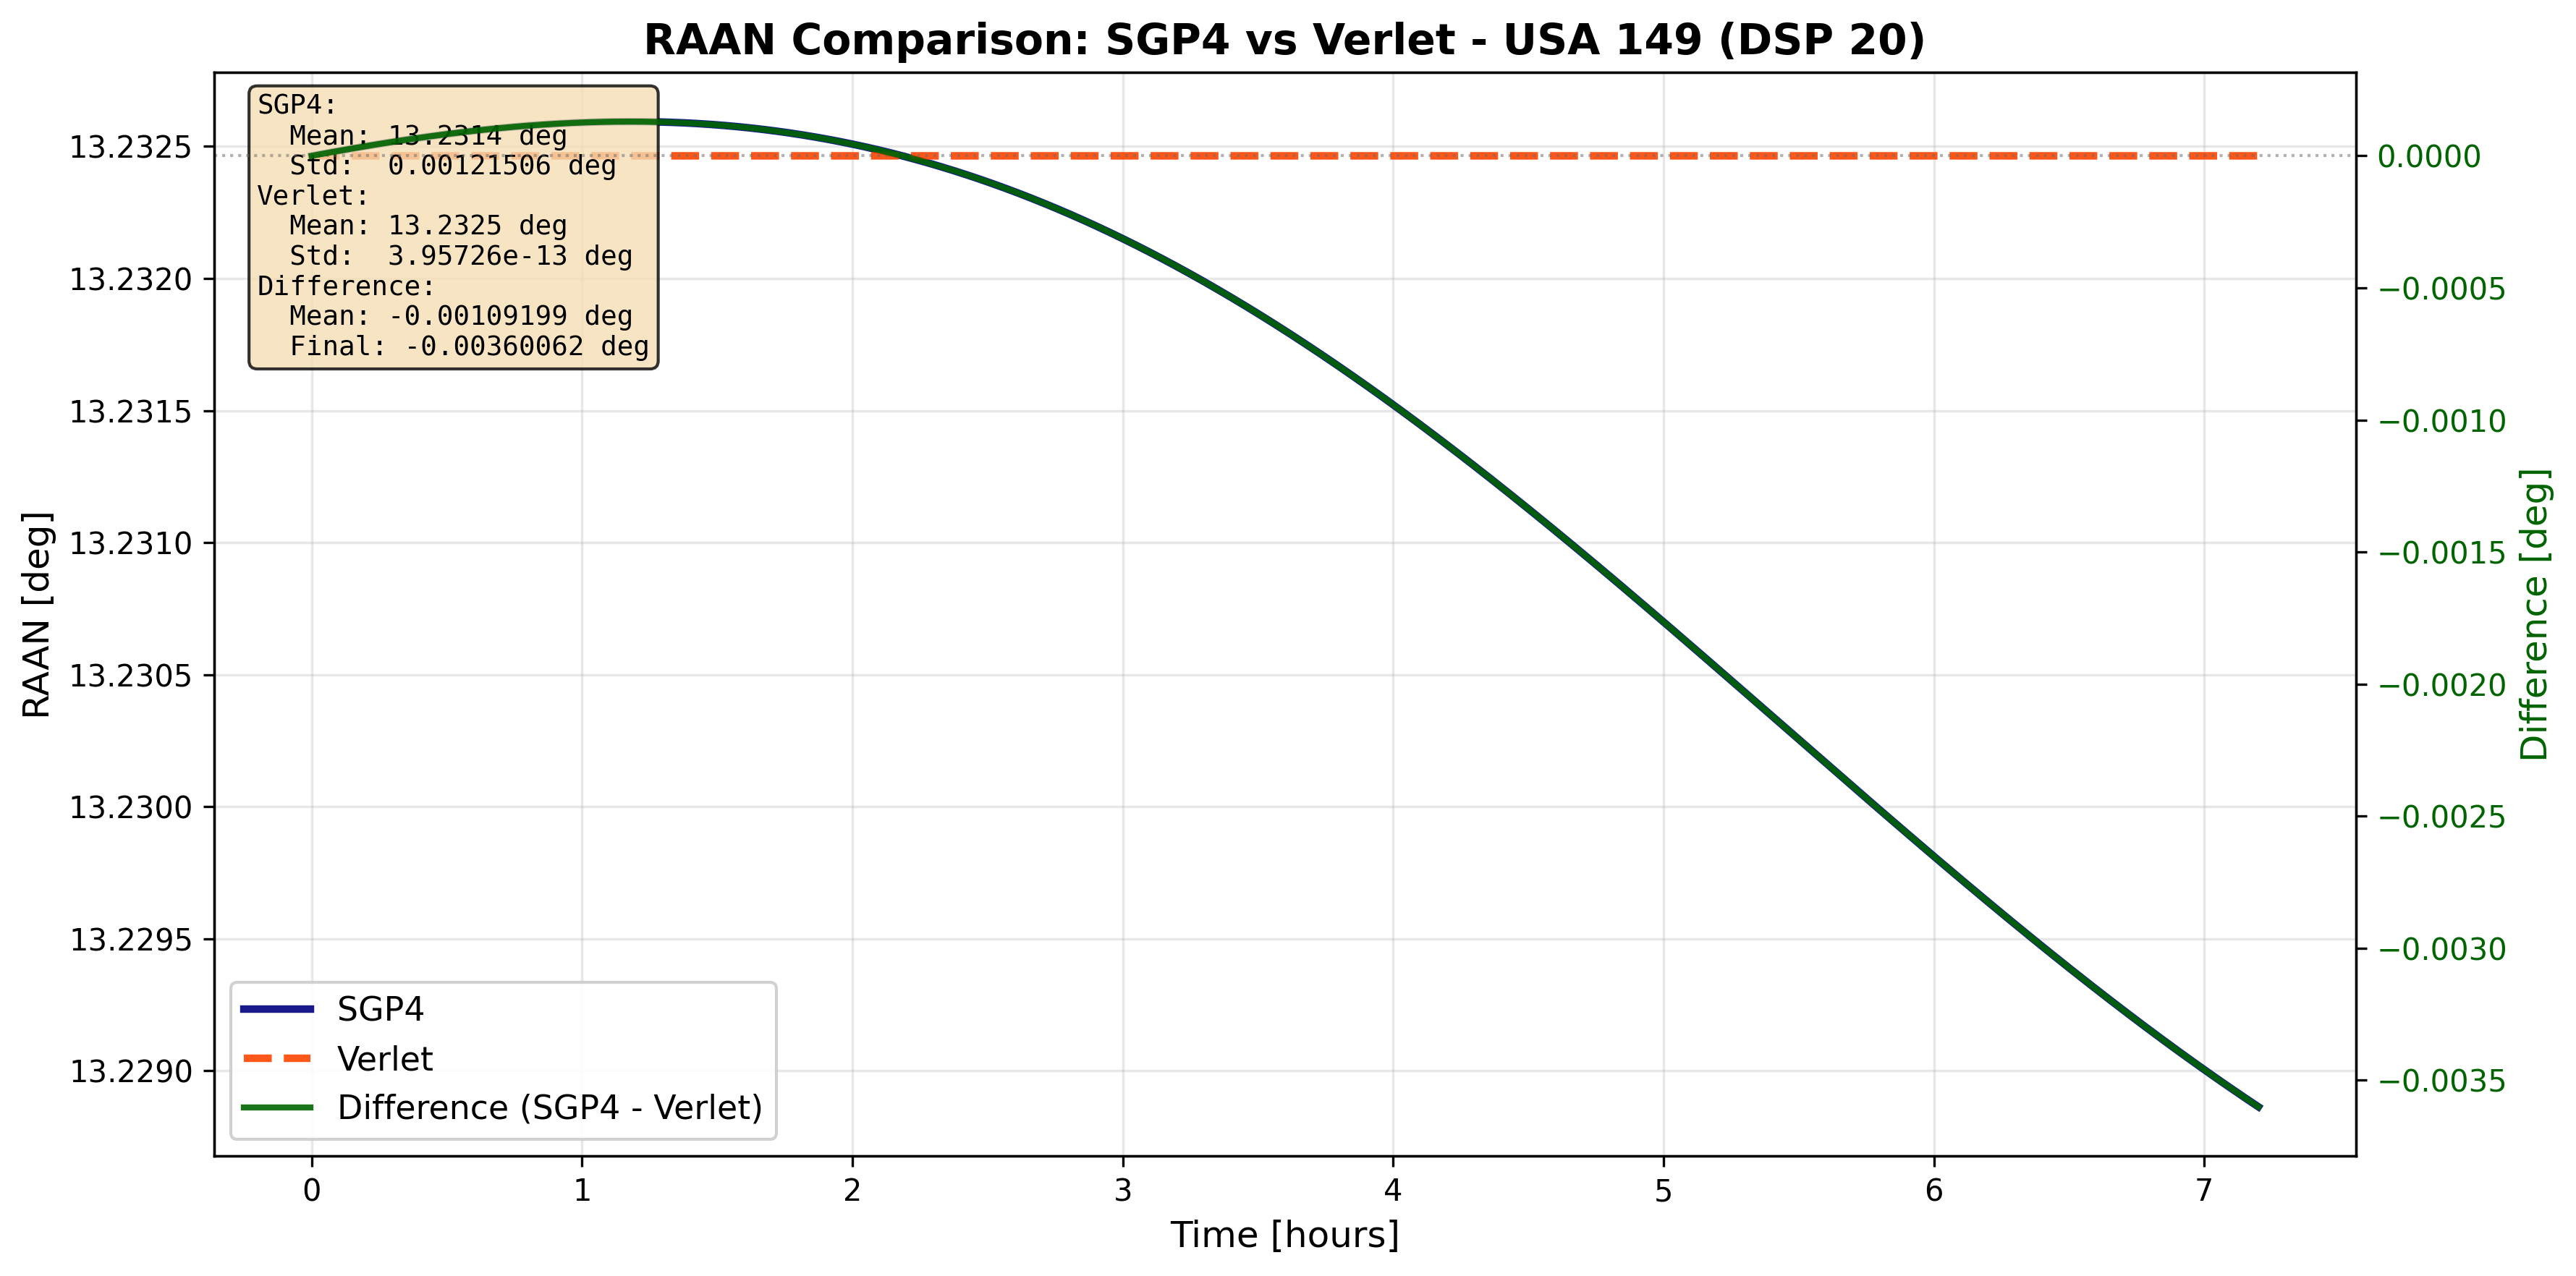 RAAN Comparison: SGP4 vs Verlet - USA 149 (DSP 20)
SGP4:
Mean: 13.2314 deg
Std: 0.00121506 deg
Verlet:
Mean: 13.2325 deg
Std: 3.95726e-13 deg
Difference:
Mean: -0.00109199 deg
Final: -0.00360062 deg
RAAN [deg]
13.2325
13.2320
13.2315
13.2310
13.2305
13.2300
13.2295
13.2290
0.0000
−0.0005
−0.0010
−0.0015
−0.0020
−0.0025
−0.0030
−0.0035
Difference [deg]
SGP4
Verlet
Difference (SGP4 - Verlet)
0 1 2 3 4 5 6 7
Time [hours]